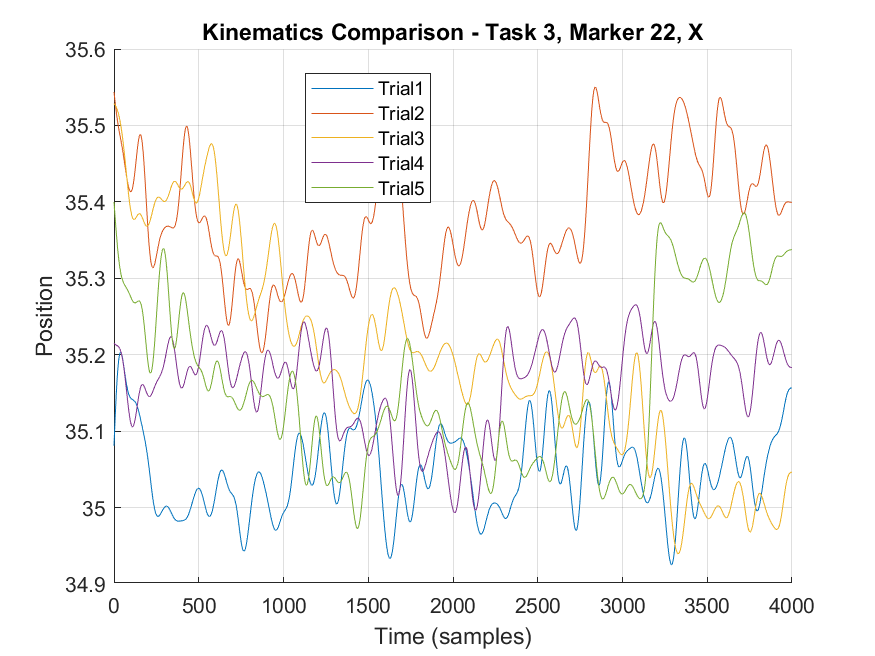 Kinematics Comparison - Task 3, Marker 22, X
35.6
35.5
35.4
35.3
35.2
35.1
35
34.9
Position
Trial1
Trial2
Trial3
Trial4
Trial5
0 500 1000 1500 2000 2500 3000 3500 4000
Time (samples)